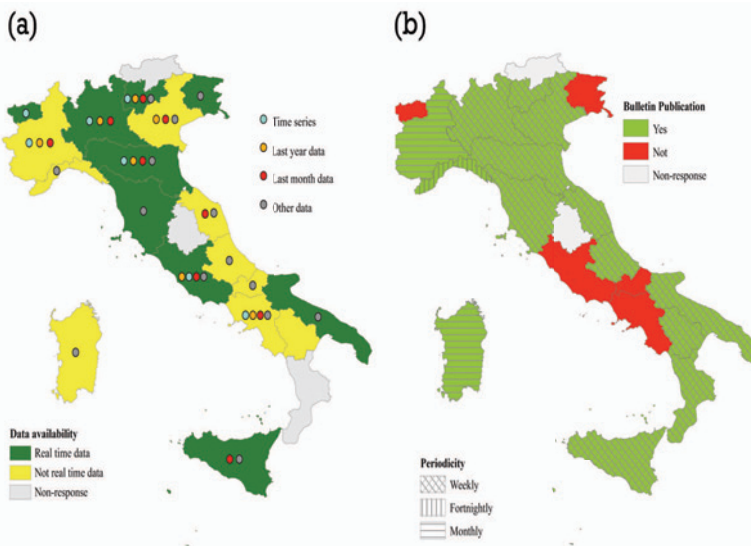 (a)
Time series
Last year data
Last month data
Other data
Data availability
Real time data
Not real time data
Non-response
(b)
Bulletin Publication
Yes
Not
Non-response
Periodicity
Weekly
Fortnightly
Monthly